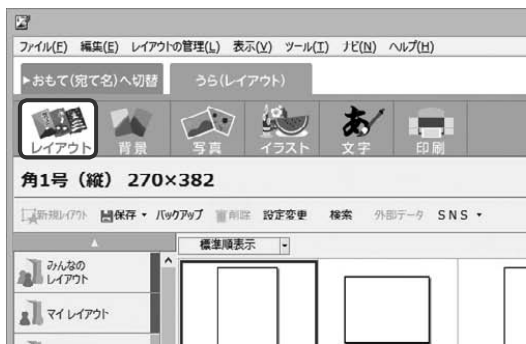 ファイル(F) 編集(E) レイアウトの管理(L) 表示(V) ツール(T) ナビ(N) ヘルプ(H)
▶おもて(宛て名)へ切替 うら(レイアウト)
レイアウト 背景 写真 イラスト 文字 印刷
あ
角1号（縦） 270×382
新規レイアウト 保存 バックアップ 削除 設定変更 検索 外部データ SNS
標準順表示
みんなの
レイアウト
マイ レイアウト